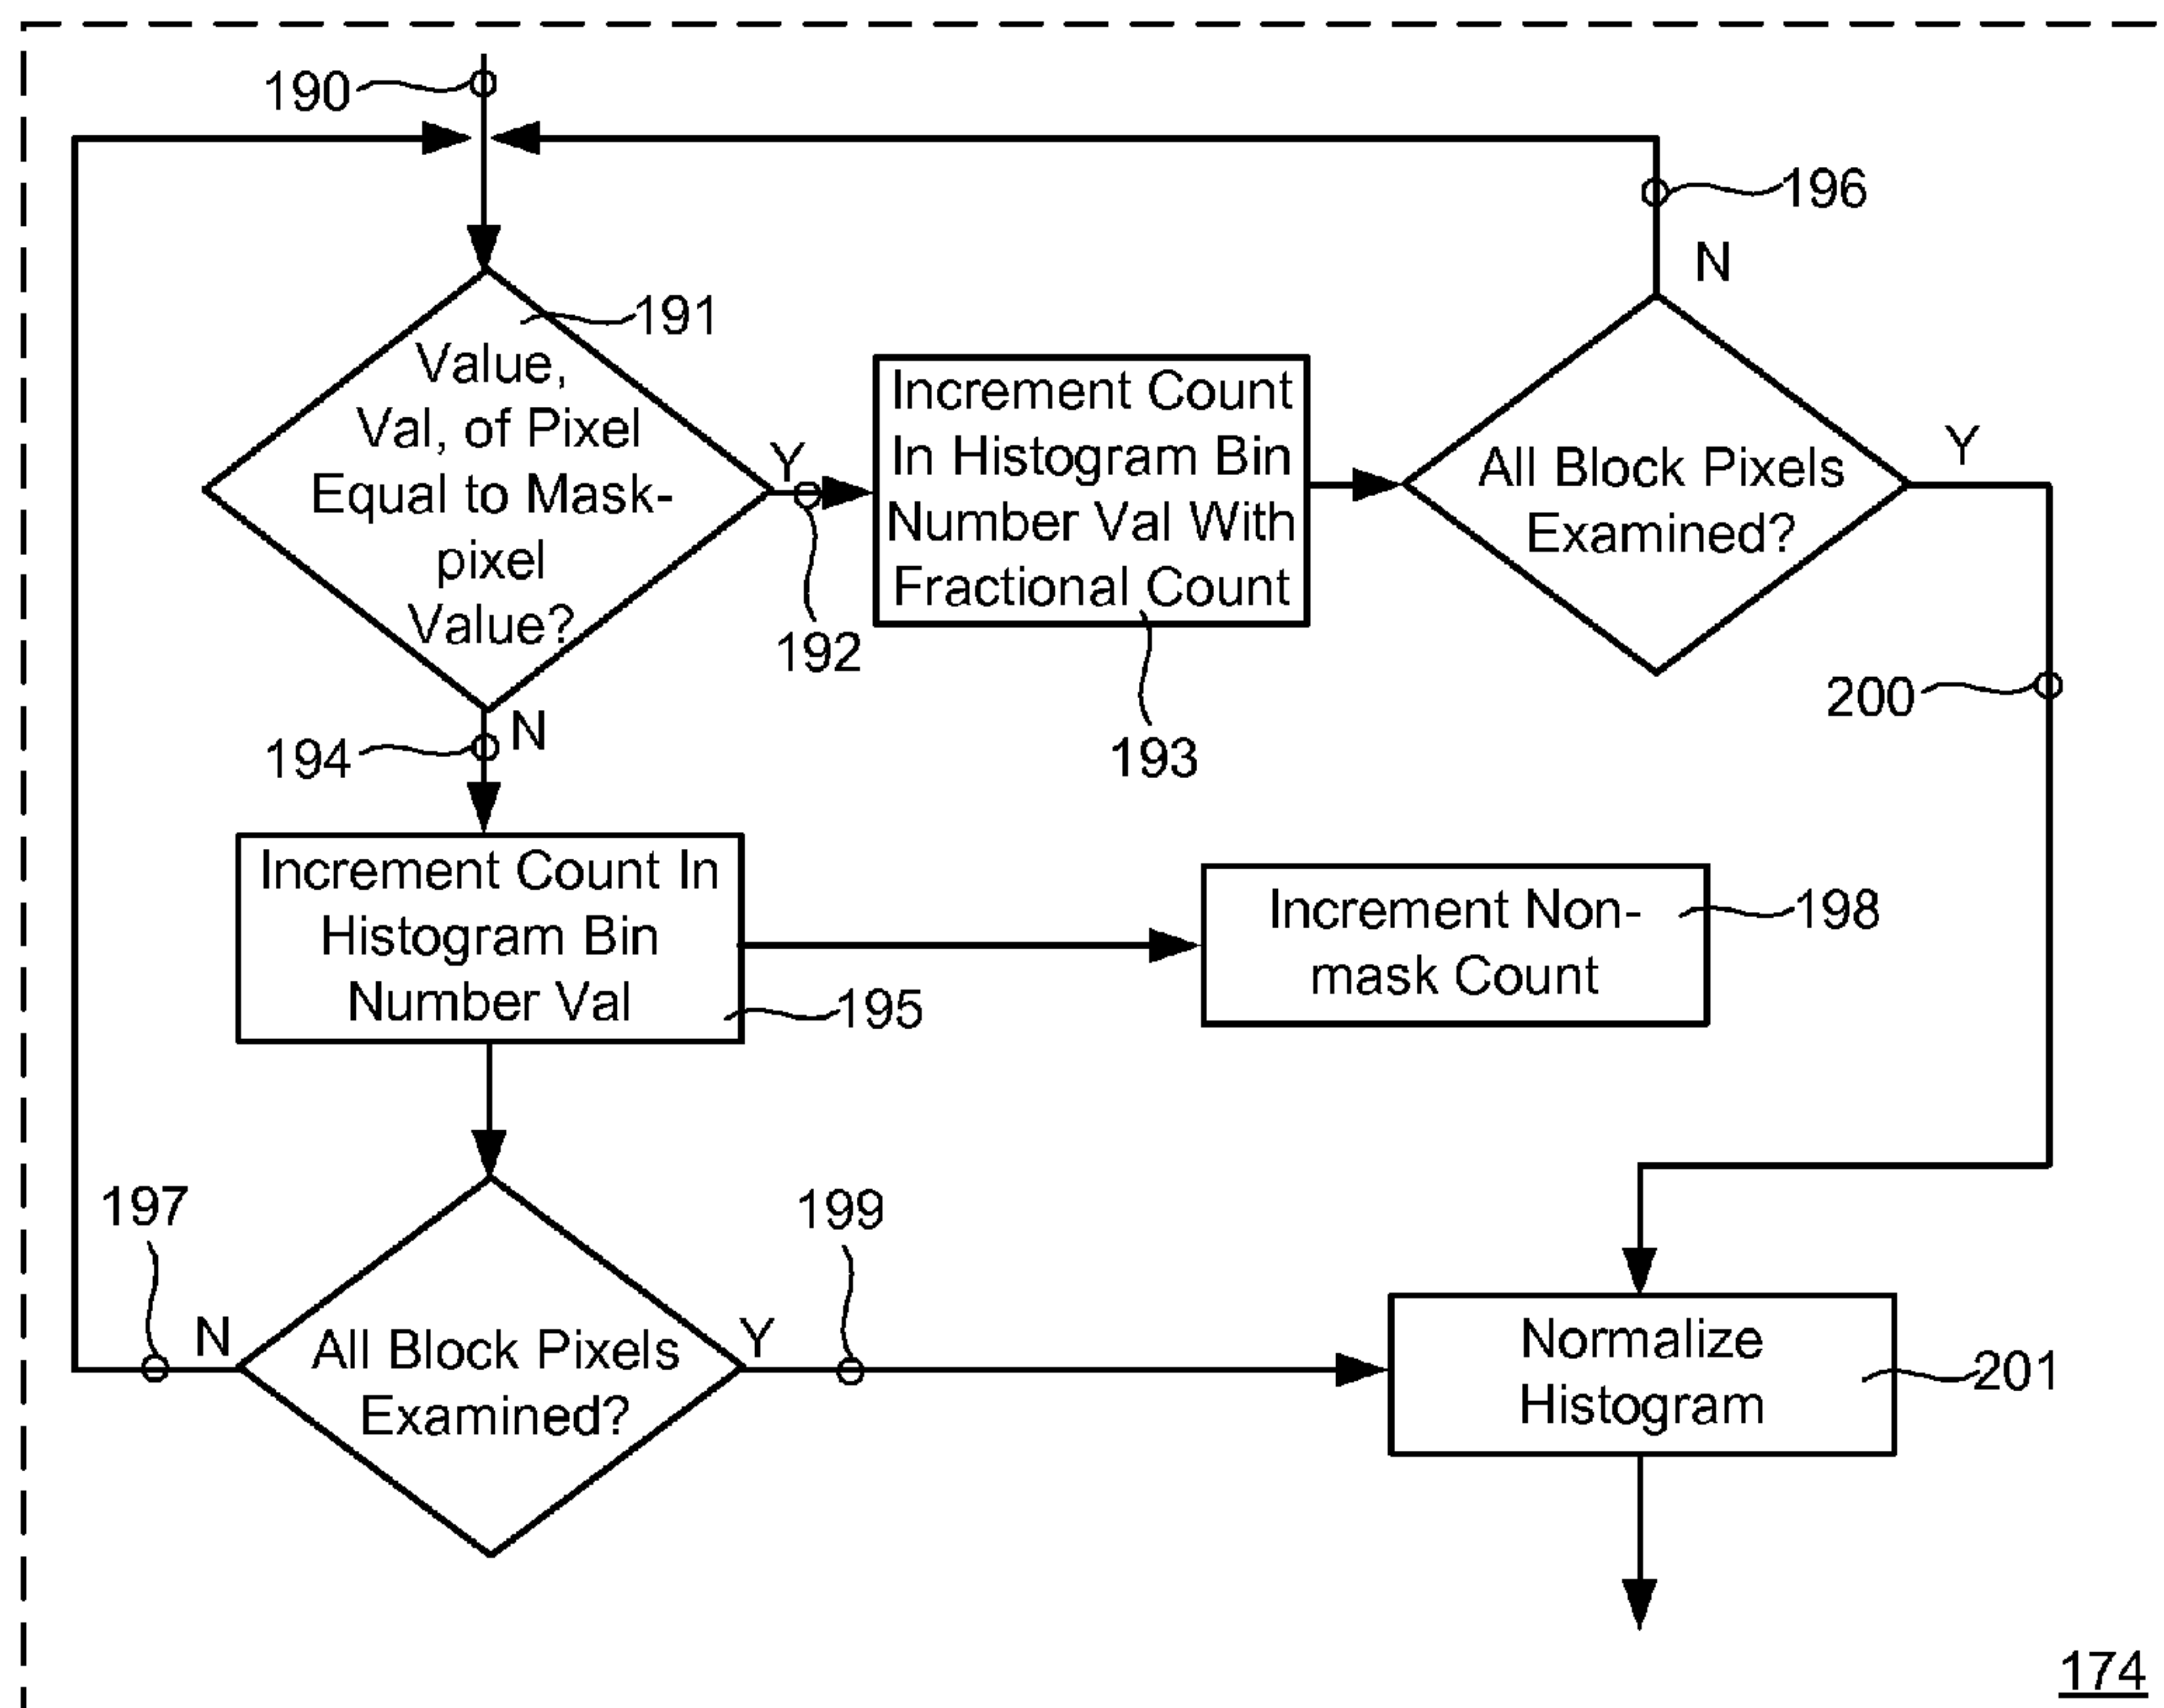 190
196
N
191
Value,
Val, of Pixel
Equal to Mask-
pixel
Value?
Y
192
Increment Count
In Histogram Bin
Number Val With
Fractional Count
193
All Block Pixels
Examined?
Y
200
194
N
Increment Count In
Histogram Bin
Number Val
195
Increment Non-
mask Count
198
197
N
All Block Pixels
Examined?
Y
199
Normalize
Histogram
201
174